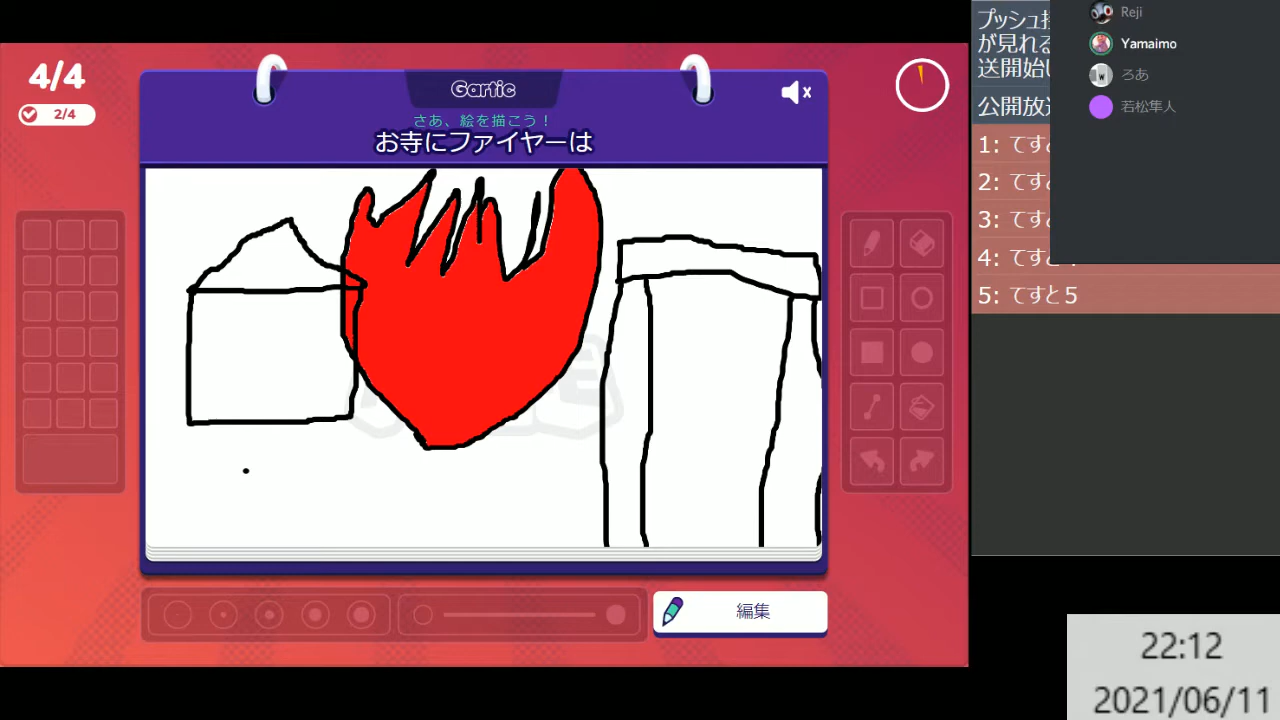 4/4
2/4
Gartic
さあ、絵を描こう！
お寺にファイヤーは
編集
プッシュ
が見れる
送開始
公開放
1: てす
2: てす
3: てす
4: てす
5: てすと５
Reji
Yamaimo
ろあ
若松隼人
22:12
2021/06/11